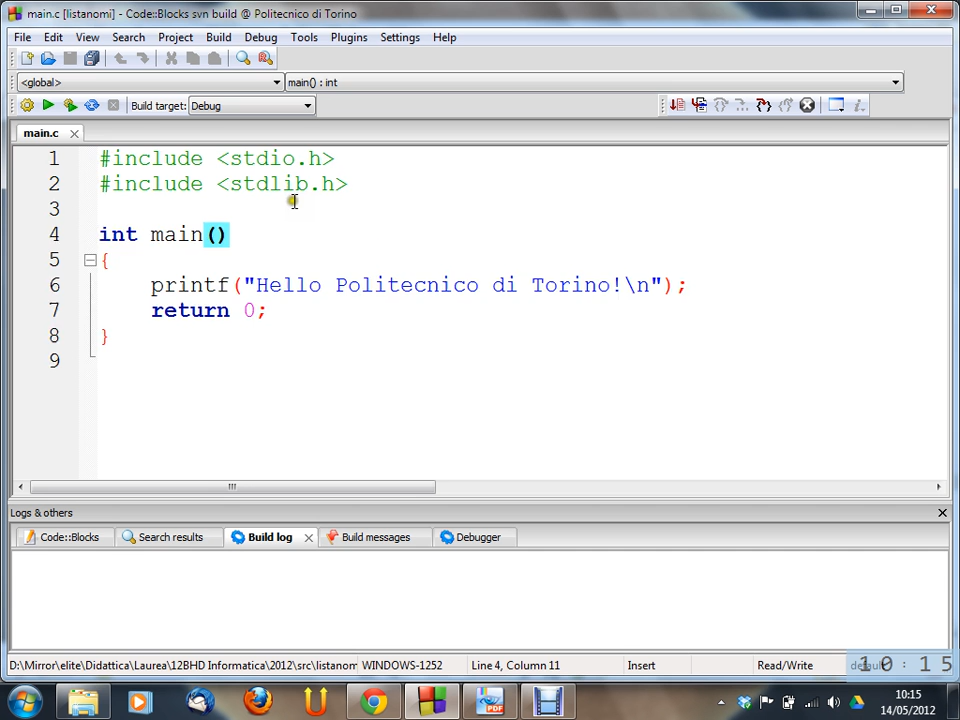 main.c [listanomi] - Code::Blocks svn build @ Politecnico di Torino
File Edit View Search Project Build Debug Tools Plugins Settings Help
<global> main() : int
Build target: Debug
main.c
1 #include <stdio.h>
2 #include <stdlib.h>
3
4 int main()
5 {
6 printf("Hello Politecnico di Torino!\n");
7 return 0;
8 }
9
Logs & others
Code::Blocks Search results Build log Build messages Debugger
D:\Mirror\elite\Didattica\Laurea\12BHD Informatica\2012\src\listanom WINDOWS-1252 Line 4, Column 11 Insert Read/Write default
10:15
10:15
14/05/2012